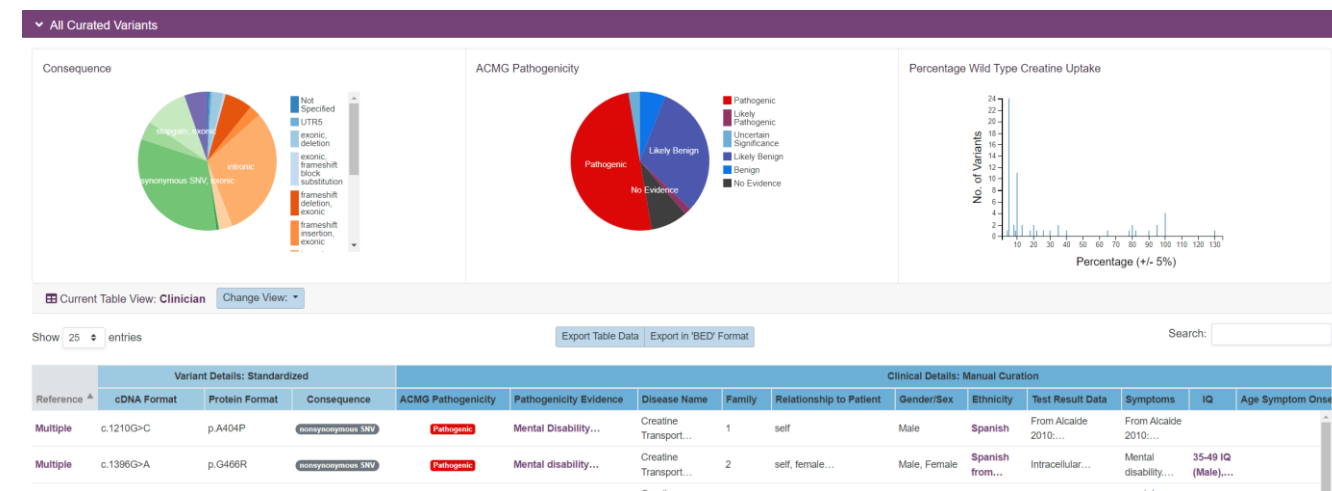 All Curated Variants
Consequence
ACMG Pathogenicity
Percentage Wild Type Creatine Uptake
stopgain, exonic
intronic
synonymous SNV, exonic
Not
Specified
UTR5
exonic,
deletion
exonic,
frameshift
block
substitution
frameshift
deletion,
exonic
frameshift
insertion,
exonic
Pathogenic
Likely Benign
No Evidence
Pathogenic
Likely
Pathogenic
Uncertain
Significance
Likely Benign
Benign
No Evidence
No. of Variants
24
22
20
18
16
14
12
10
8
6
4
2
0
10 20 30 40 50 60 70 80 90 100 110 120 130
Percentage (+/- 5%)
Current Table View: Clinician Change View:
Show 25 entries Export Table Data Export in 'BED' Format Search:
Variant Details: Standardized Clinical Details: Manual Curation
Reference cDNA Format Protein Format Consequence ACMG Pathogenicity Pathogenicity Evidence Disease Name Family Relationship to Patient Gender/Sex Ethnicity Test Result Data Symptoms IQ Age Symptom Onse
Multiple c.1210G>C p.A404P nonsynonymous SNV Pathogenic Mental Disability... Creatine Transport... 1 self Male Spanish From Alcaide 2010:... From Alcaide 2010:...
Multiple c.1396G>A p.G466R nonsynonymous SNV Pathogenic Mental disability... Creatine Transport... 2 self, female... Male, Female Spanish from... Intracellular... Mental disability,... 35-49 IQ (Male),...